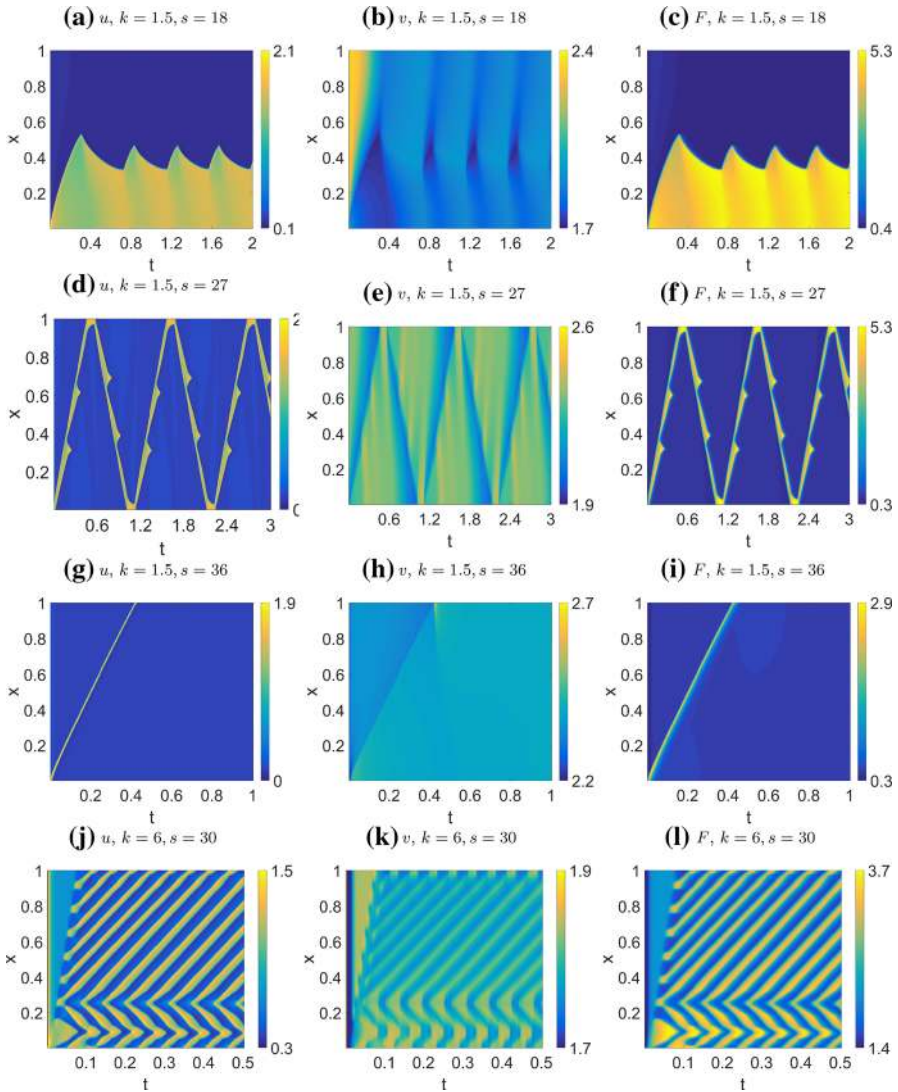 (a) u, k = 1.5, s = 18
1
0.8
0.6
0.4
0.2
x
0.4 0.8 1.2 1.6 2
t
2.1
0.1
(b) v, k = 1.5, s = 18
1
0.8
0.6
0.4
0.2
x
0.4 0.8 1.2 1.6 2
t
2.4
1.7
(c) F, k = 1.5, s = 18
1
0.8
0.6
0.4
0.2
x
0.4 0.8 1.2 1.6 2
t
5.3
0.4
(d) u, k = 1.5, s = 27
1
0.8
0.6
0.4
0.2
x
0.6 1.2 1.8 2.4 3
t
2
(e) v, k = 1.5, s = 27
1
0.8
0.6
0.4
0.2
x
0.6 1.2 1.8 2.4 3
t
2.6
1.9
(f) F, k = 1.5, s = 27
1
0.8
0.6
0.4
0.2
x
0.6 1.2 1.8 2.4 3
t
5.3
0.3
(g) u, k = 1.5, s = 36
1
0.8
0.6
0.4
0.2
x
0.2 0.4 0.6 0.8 1
t
1.9
0
(h) v, k = 1.5, s = 36
1
0.8
0.6
0.4
0.2
x
0.2 0.4 0.6 0.8 1
t
2.7
2.2
(i) F, k = 1.5, s = 36
1
0.8
0.6
0.4
0.2
x
0.2 0.4 0.6 0.8 1
t
2.9
0.3
(j) u, k = 6, s = 30
1
0.8
0.6
0.4
0.2
x
0.1 0.2 0.3 0.4 0.5
t
1.5
0.3
(k) v, k = 6, s = 30
1
0.8
0.6
0.4
0.2
x
0.1 0.2 0.3 0.4 0.5
t
1.9
1.7
(l) F, k = 6, s = 30
1
0.8
0.6
0.4
0.2
x
0.1 0.2 0.3 0.4 0.5
t
3.7
1.4